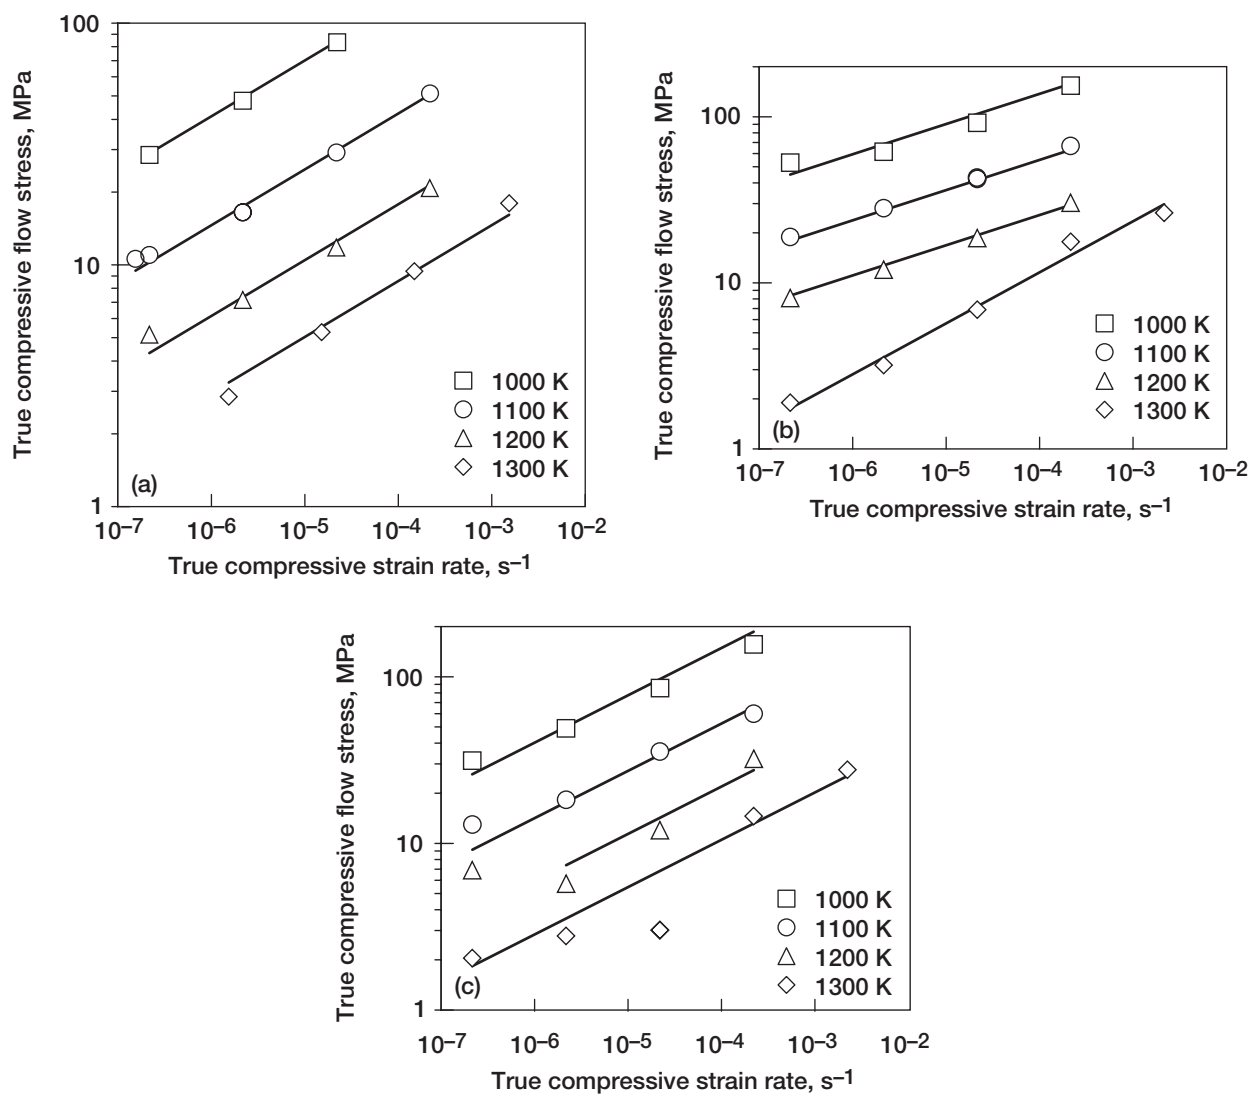 100
10
1
10⁻⁷
10⁻⁶
10⁻⁵
10⁻⁴
10⁻³
10⁻²
True compressive flow stress, MPa
True compressive strain rate, s⁻¹
(a)
1000 K
1100 K
1200 K
1300 K
100
10
1
10⁻⁷
10⁻⁶
10⁻⁵
10⁻⁴
10⁻³
10⁻²
True compressive flow stress, MPa
True compressive strain rate, s⁻¹
(b)
1000 K
1100 K
1200 K
1300 K
100
10
1
10⁻⁷
10⁻⁶
10⁻⁵
10⁻⁴
10⁻³
10⁻²
True compressive flow stress, MPa
True compressive strain rate, s⁻¹
(c)
1000 K
1100 K
1200 K
1300 K